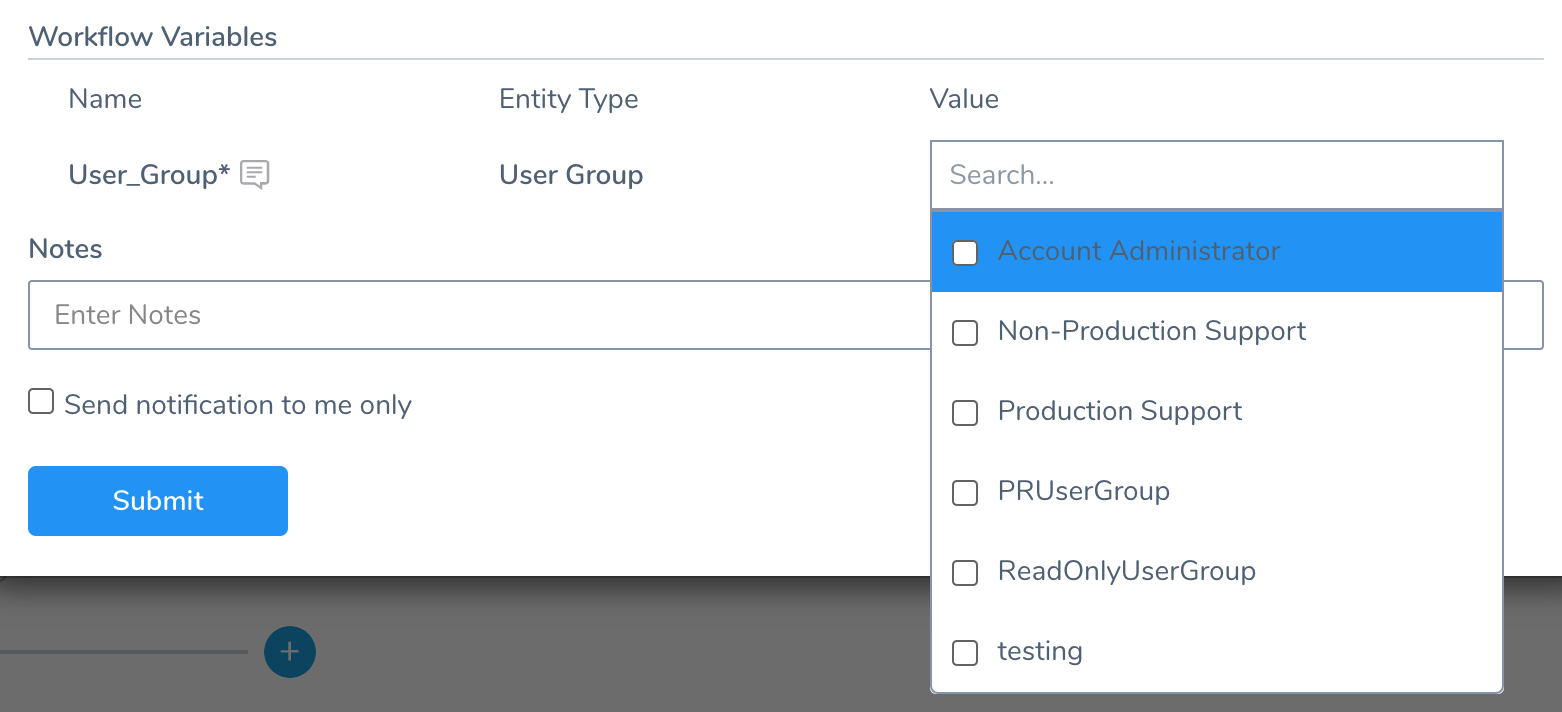 Workflow Variables
Name Entity Type Value
User_Group* User Group Search...
Account Administrator
Non-Production Support
Production Support
PRUserGroup
ReadOnlyUserGroup
testing
Notes
Enter Notes
Send notification to me only
Submit